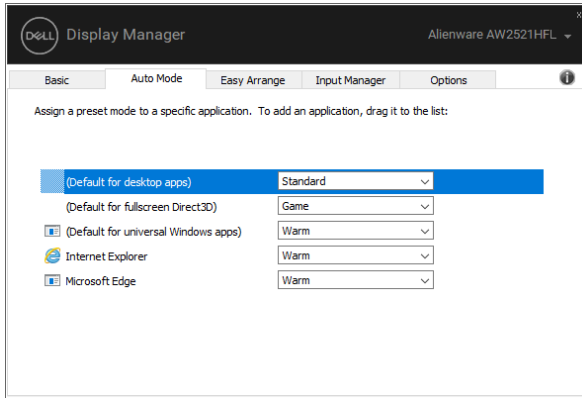 DELL Display Manager Alienware AW2521HFL
Basic Auto Mode Easy Arrange Input Manager Options
Assign a preset mode to a specific application. To add an application, drag it to the list:
(Default for desktop apps) Standard
(Default for fullscreen Direct3D) Game
(Default for universal Windows apps) Warm
Internet Explorer Warm
Microsoft Edge Warm